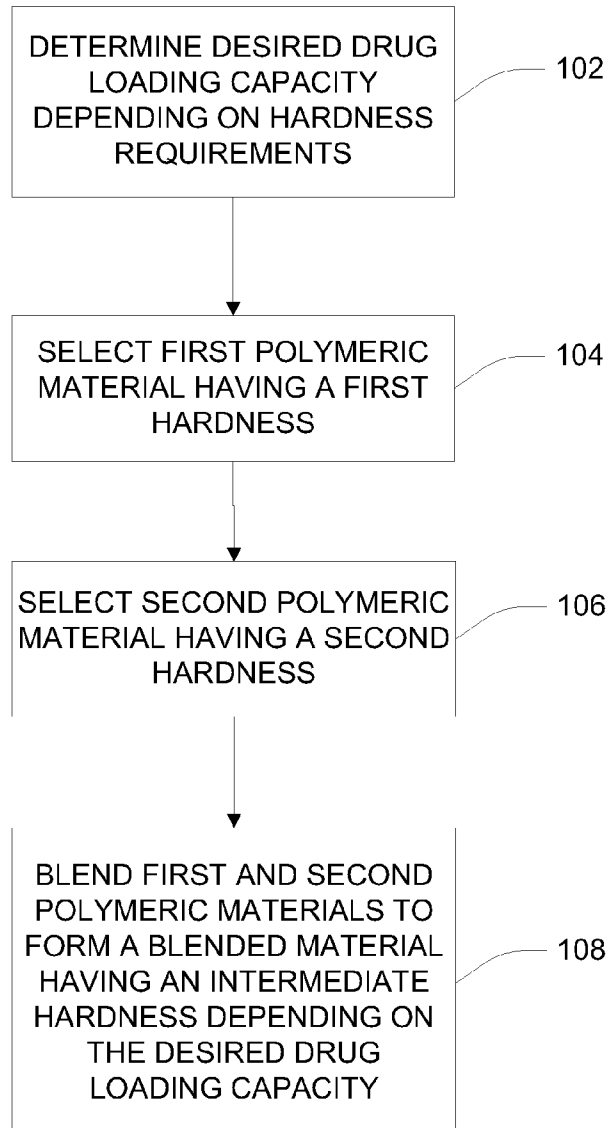 DETERMINE DESIRED DRUG
LOADING CAPACITY
DEPENDING ON HARDNESS
REQUIREMENTS
102
SELECT FIRST POLYMERIC
MATERIAL HAVING A FIRST
HARDNESS
104
SELECT SECOND POLYMERIC
MATERIAL HAVING A SECOND
HARDNESS
106
BLEND FIRST AND SECOND
POLYMERIC MATERIALS TO
FORM A BLENDED MATERIAL
HAVING AN INTERMEDIATE
HARDNESS DEPENDING ON
THE DESIRED DRUG
LOADING CAPACITY
108